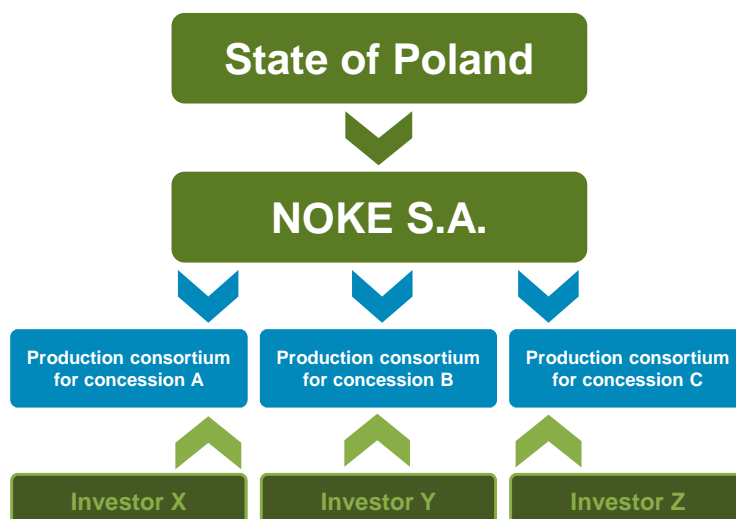 State of Poland
NOKE S.A.
Production consortium
for concession A
Production consortium
for concession B
Production consortium
for concession C
Investor X
Investor Y
Investor Z